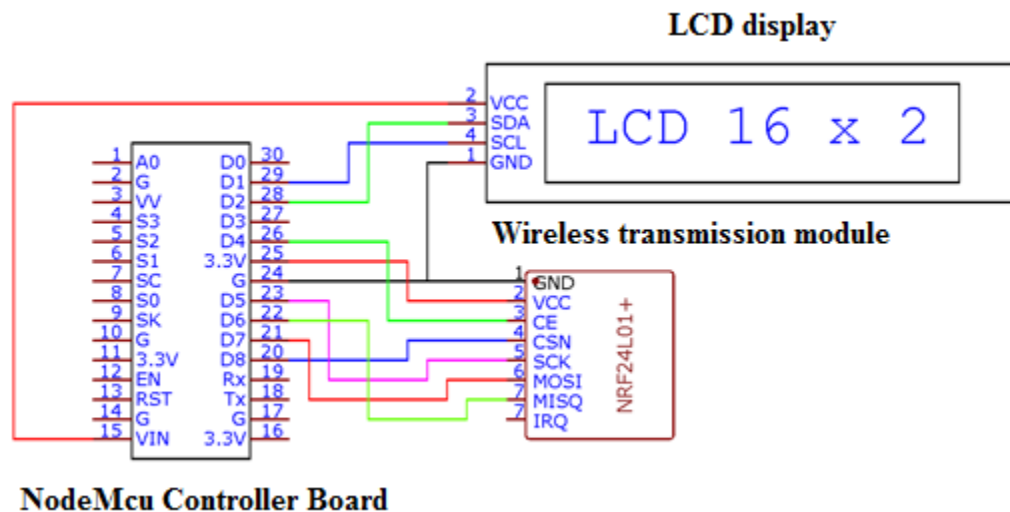 LCD display
2 VCC
3 SDA
4 SCL
1 GND
LCD 16 x 2
1 A0
2 G
3 VV
4 S3
5 S2
6 S1
7 SC
8 S0
9 SK
10 G
11 3.3V
12 EN
13 RST
14 G
15 VIN
D0 30
D1 29
D2 28
D3 27
D4 26
3.3V 25
G 24
D5 23
D6 22
D7 21
D8 20
Rx 19
Tx 18
G 17
3.3V 16
Wireless transmission module
1 GND
2 VCC
3 CE
4 CSN
5 SCK
6 MOSI
7 MISQ
7 IRQ
NRF24L01+
NodeMcu Controller Board